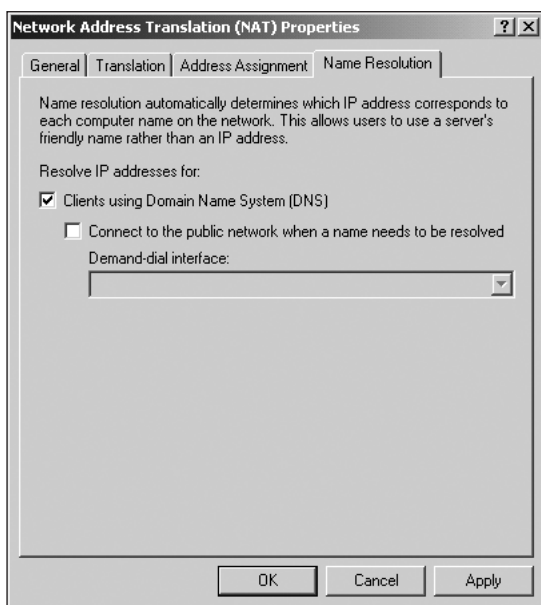 Network Address Translation (NAT) Properties
General Translation Address Assignment Name Resolution
Name resolution automatically determines which IP address corresponds to
each computer name on the network. This allows users to use a server's
friendly name rather than an IP address.
Resolve IP addresses for:
Clients using Domain Name System (DNS)
Connect to the public network when a name needs to be resolved
Demand-dial interface:
OK Cancel Apply